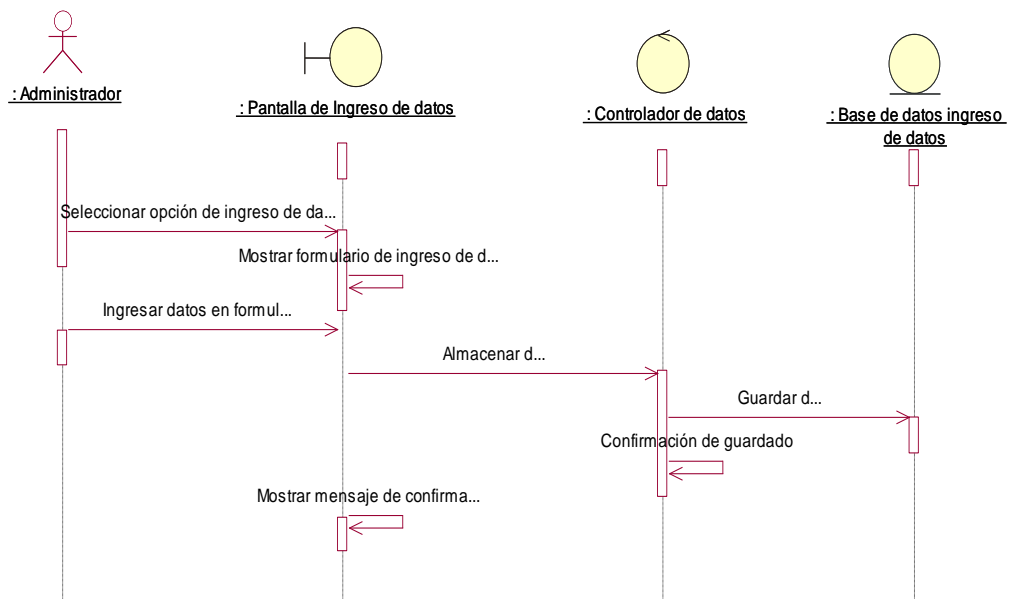 : Administrador
: Pantalla de Ingreso de datos
: Controlador de datos
: Base de datos ingreso
de datos
Seleccionar opción de ingreso de da...
Mostrar formulario de ingreso de d...
Ingresar datos en formul...
Almacenar d...
Guardar d...
Confirmación de guardado
Mostrar mensaje de confirma...